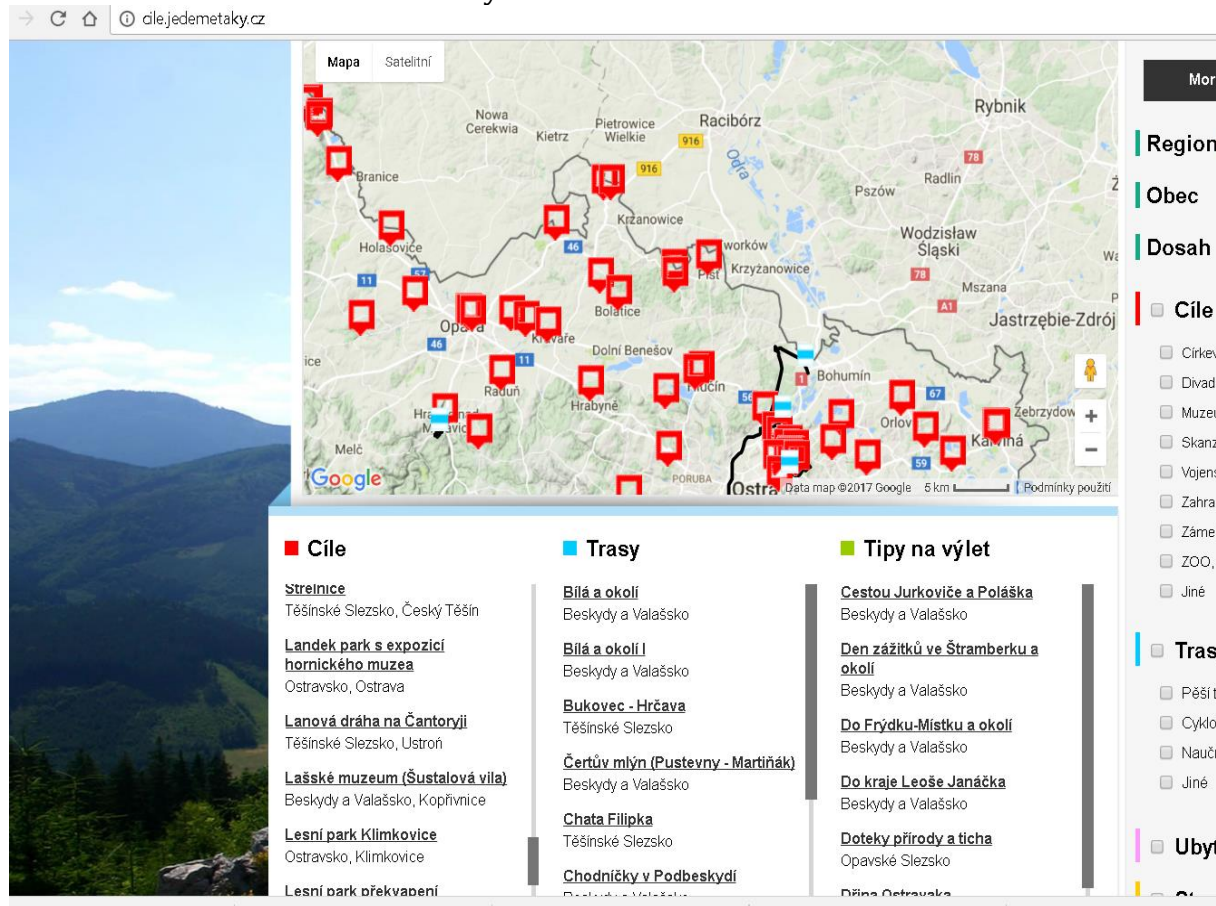 cile.jedemetaky.cz
Mapa
Satelitní
Nowa
Cerekwia
Kietrz
Pietrowice
Wielkie
916
Racibórz
Rybnik
78
Odra
916
Branice
Pszów
Radlin
Krzanowice
Wodzisław
Śląski
Holasovice
46
Krzyżanowice
78
11
57
Mszana
A1
Bolatice
Jastrzębie-Zdrój
46
Dolní Benešov
11
1
Bohumín
Raduň
Hlučín
67
Hrabyně
56
Melč
59
PORUBA
Google
Data map ©2017 Google
5 km
Podmínky použití
Cíle
Střelnice
Těšínské Slezsko, Český Těšín
Landek park s expozicí
hornického muzea
Ostravsko, Ostrava
Lanová dráha na Čantoryji
Těšínské Slezsko, Ustroń
Lašské muzeum (Šustalová vila)
Beskydy a Valašsko, Kopřivnice
Lesní park Klimkovice
Ostravsko, Klimkovice
Lesní park překvapení
Trasy
Bílá a okolí
Beskydy a Valašsko
Bílá a okolí I
Beskydy a Valašsko
Bukovec - Hrčava
Těšínské Slezsko
Čertův mlýn (Pustevny - Martiňák)
Beskydy a Valašsko
Chata Filipka
Těšínské Slezsko
Chodníčky v Podbeskydí
Tipy na výlet
Cestou Jurkoviče a Poláška
Beskydy a Valašsko
Den zážitků ve Štramberku a
okolí
Beskydy a Valašsko
Do Frýdku-Místku a okolí
Beskydy a Valašsko
Do kraje Leoše Janáčka
Beskydy a Valašsko
Doteky přírody a ticha
Opavské Slezsko
Dřina Ostravaka
Mor
Region
Obec
Dosah
Cíle
Církev
Divad
Muze
Skanz
Vojens
Zahra
Záme
ZOO,
Jiné
Tras
Pěší t
Cyklo
Nauč
Jiné
Ubyt